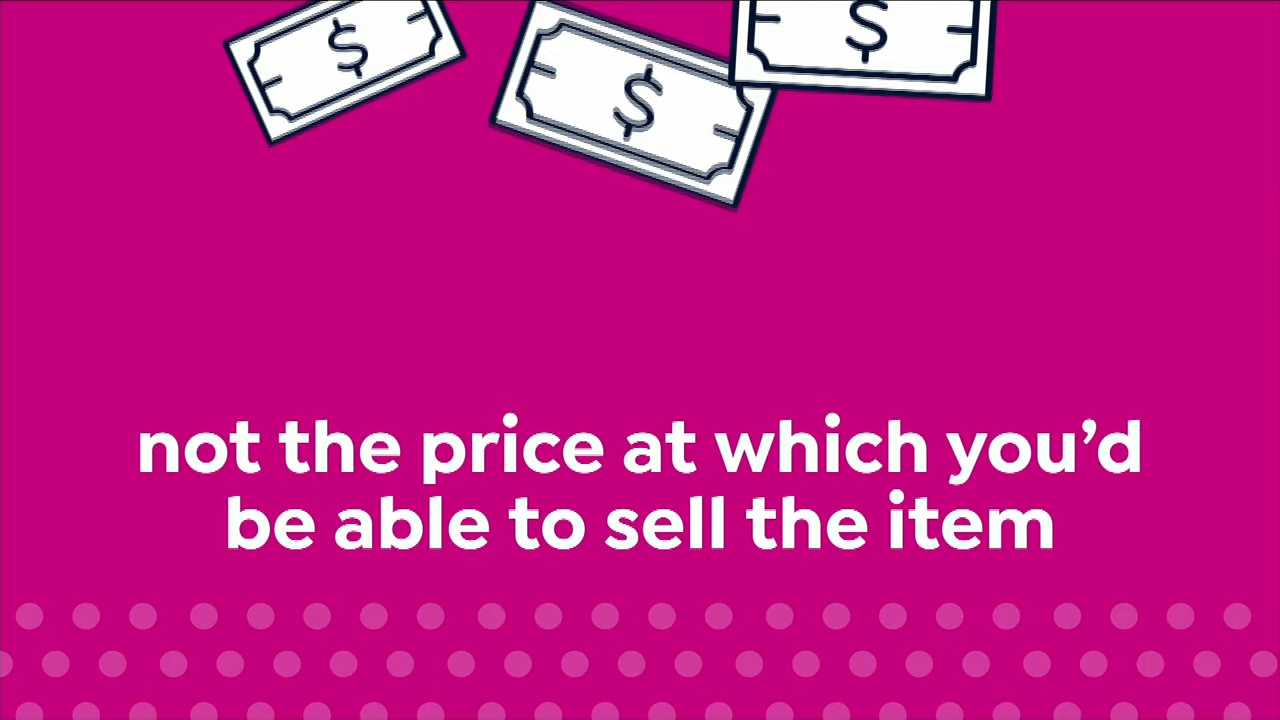 $
$
$
not the price at which you’d
be able to sell the item